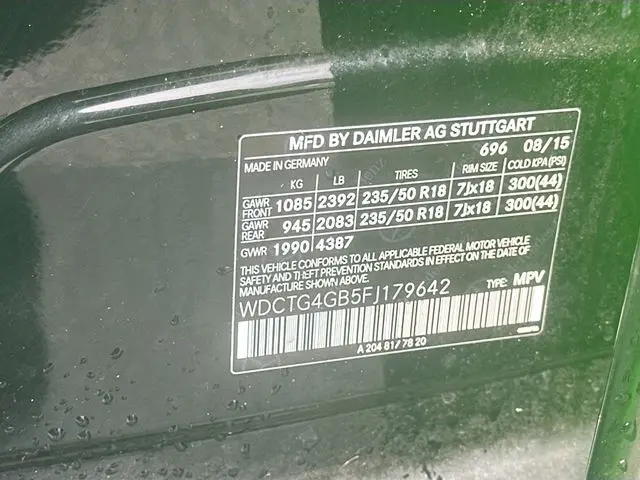 MFD BY DAIMLER AG STUTTGART
696 08/15
MADE IN GERMANY
KG LB TIRES RIM SIZE COLD KPA(PSI)
GAWR FRONT 1085 2392 235/50 R18 7Jx18 300(44)
GAWR REAR 945 2083 235/50 R18 7Jx18 300(44)
GVWR 1990 4387
THIS VEHICLE CONFORMS TO ALL APPLICABLE FEDERAL MOTOR VEHICLE
SAFETY AND THEFT PREVENTION STANDARDS IN EFFECT ON THE DATE OF
MANUFACTURE SHOWN ABOVE.
WDCTG4GB5FJ179642 TYPE: MPV
A 204 817 78 20